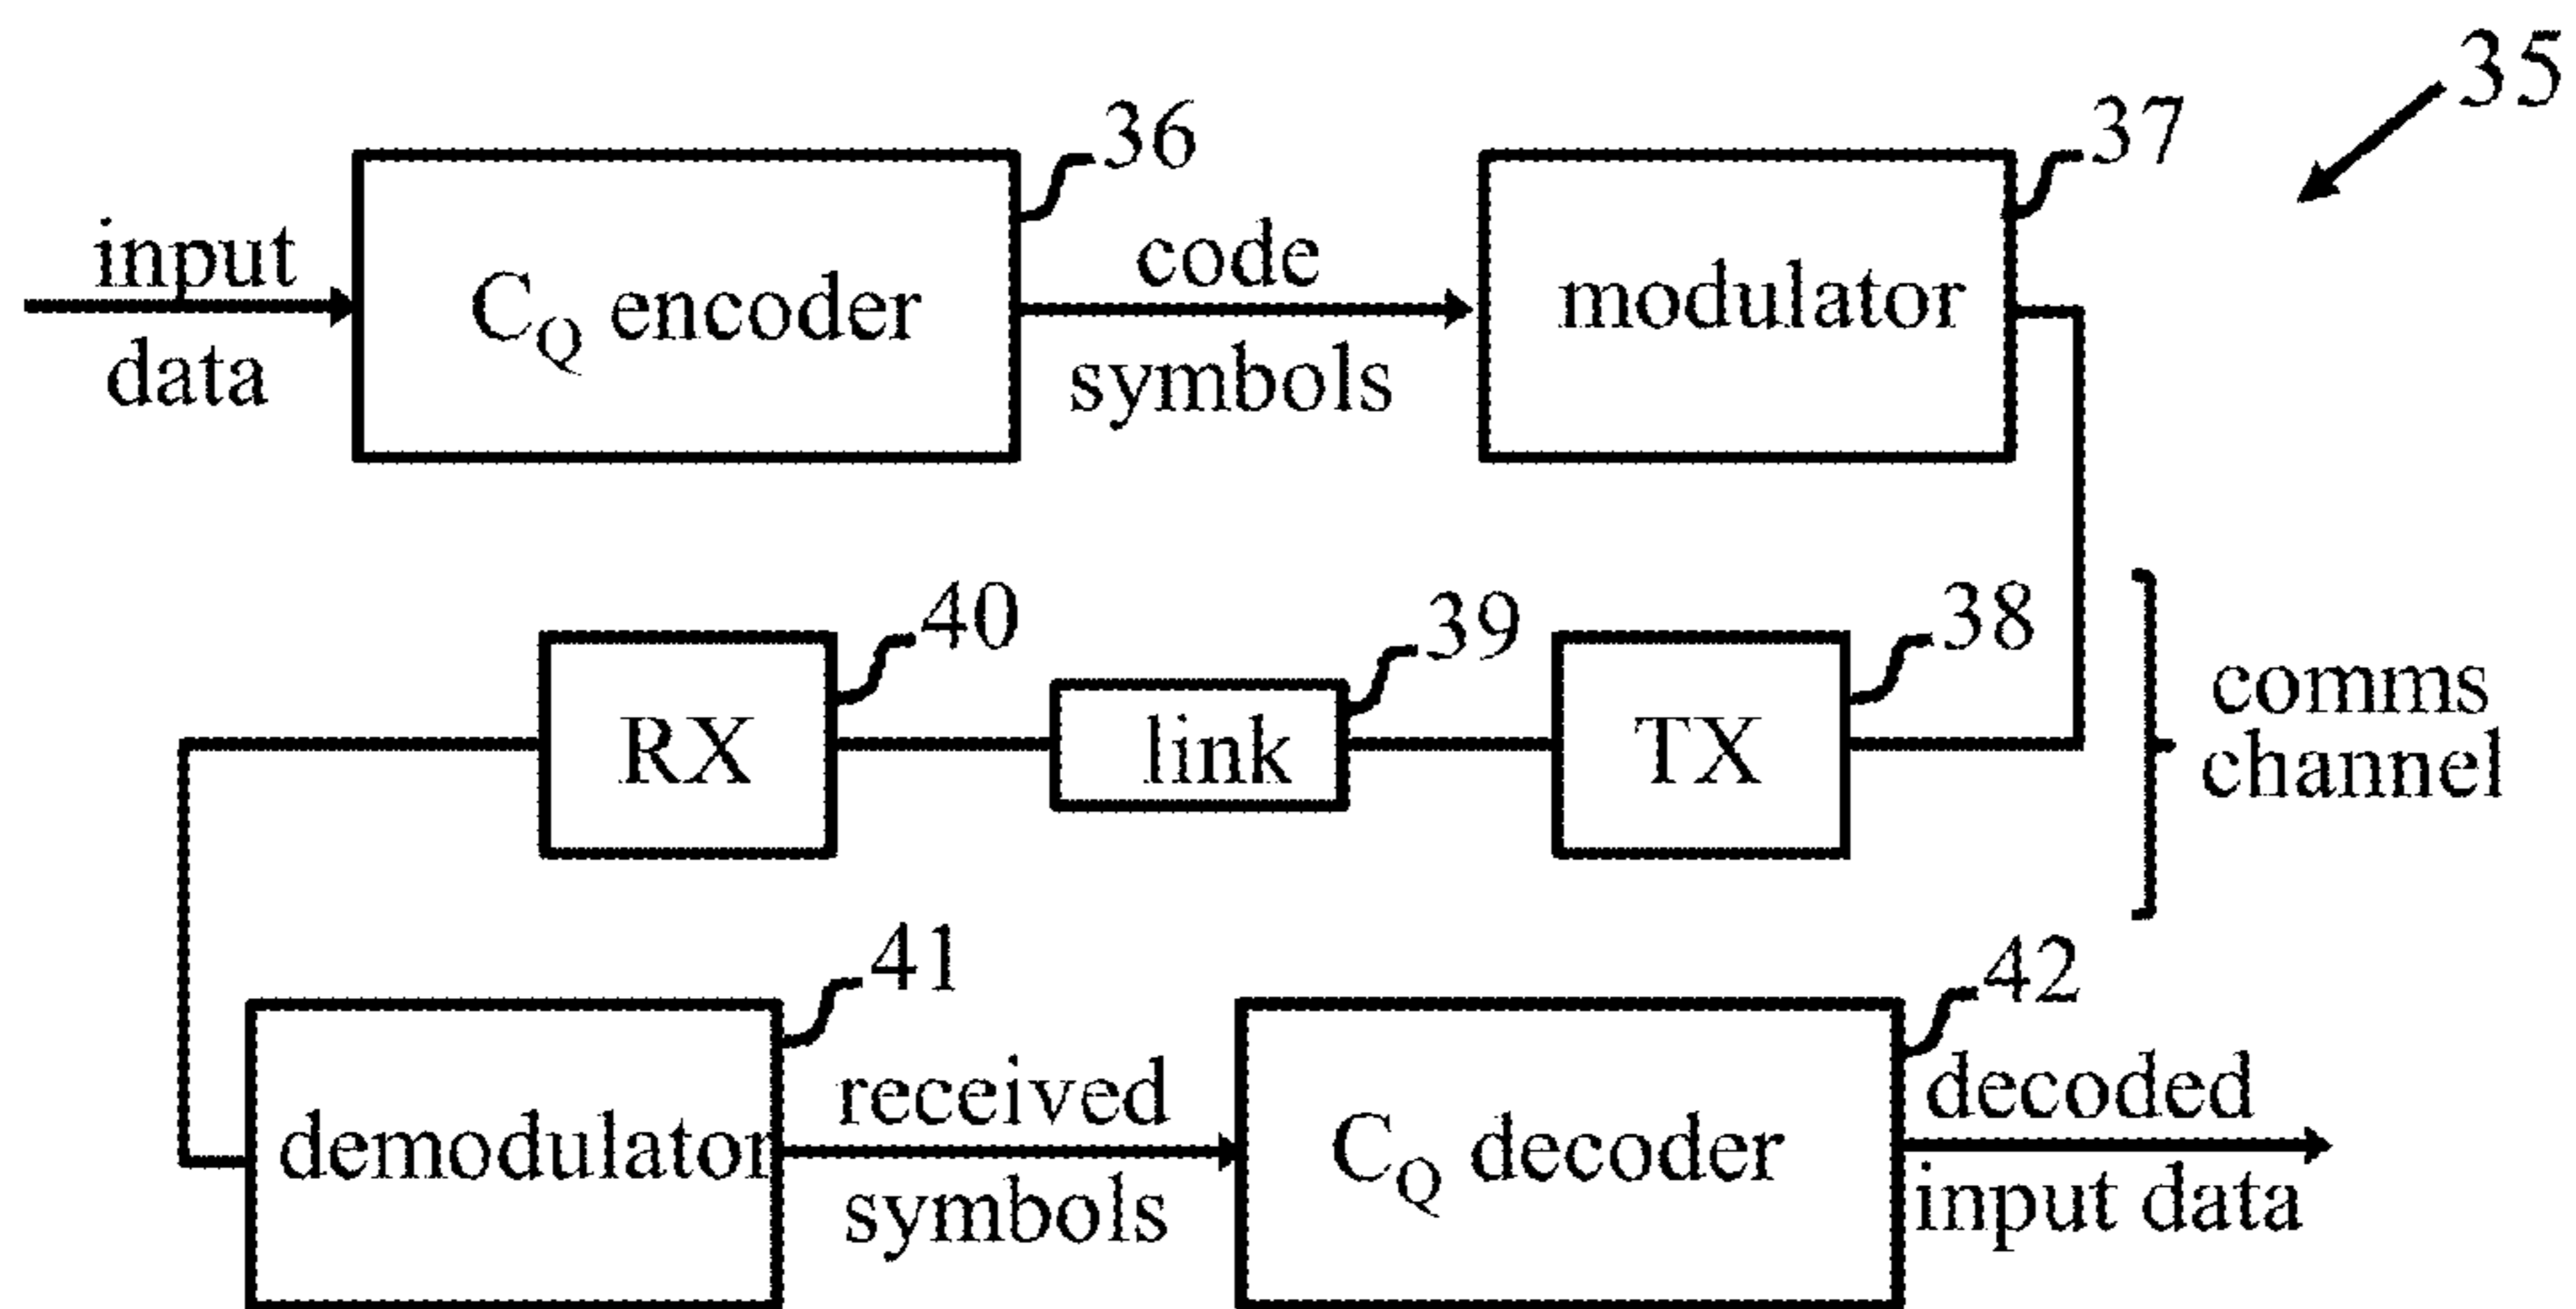 35
36
37
input
data
C_Q encoder
code
symbols
modulator
40
39
38
RX
link
TX
comms
channel
41
42
demodulator
received
symbols
C_Q decoder
decoded
input data